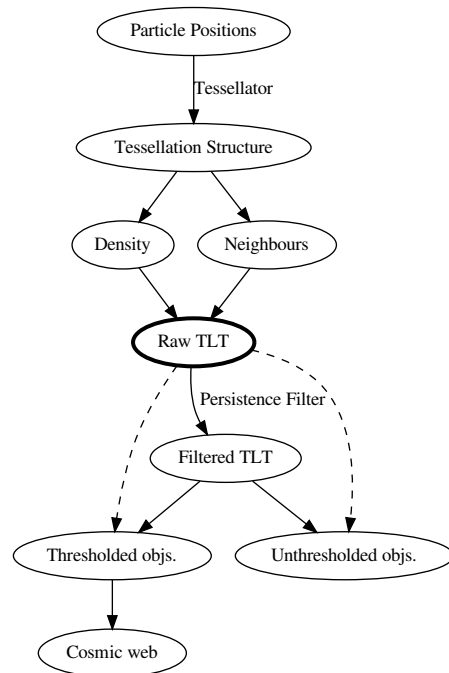 Particle Positions
Tessellator
Tessellation Structure
Density
Neighbours
Raw TLT
Persistence Filter
Filtered TLT
Thresholded objs.
Unthresholded objs.
Cosmic web